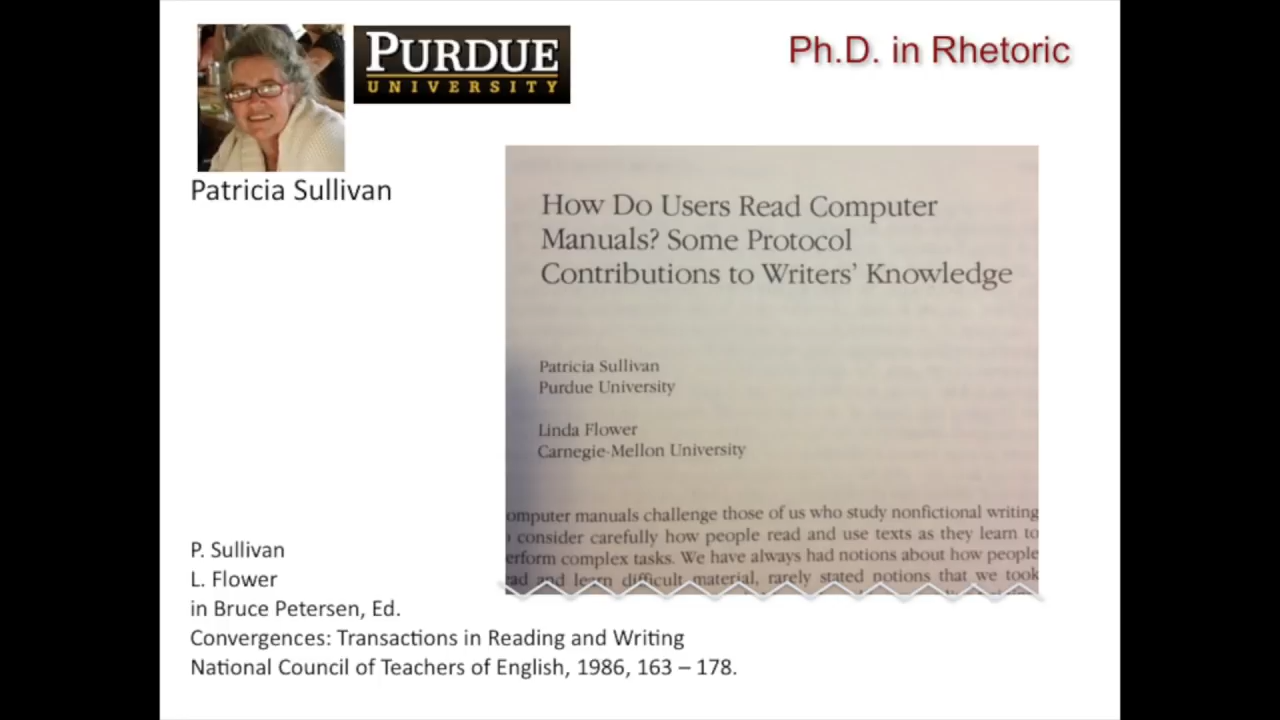 PURDUE
UNIVERSITY
Ph.D. in Rhetoric
Patricia Sullivan
How Do Users Read Computer
Manuals? Some Protocol
Contributions to Writers' Knowledge
Patricia Sullivan
Purdue University
Linda Flower
Carnegie-Mellon University
omputer manuals challenge those of us who study nonfictional writing
consider carefully how people read and use texts as they learn to
erform complex tasks. We have always had notions about how people
ad and learn difficult material, rarely stated notions that we took
P. Sullivan
L. Flower
in Bruce Petersen, Ed.
Convergences: Transactions in Reading and Writing
National Council of Teachers of English, 1986, 163 – 178.